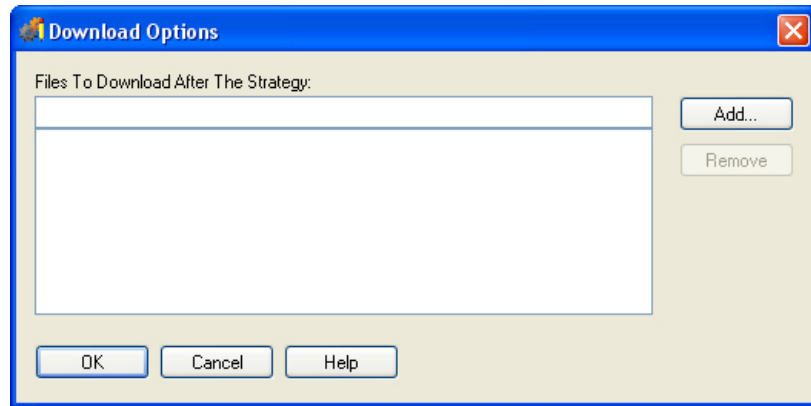 Download Options
Files To Download After The Strategy:
Add...
Remove
OK Cancel Help